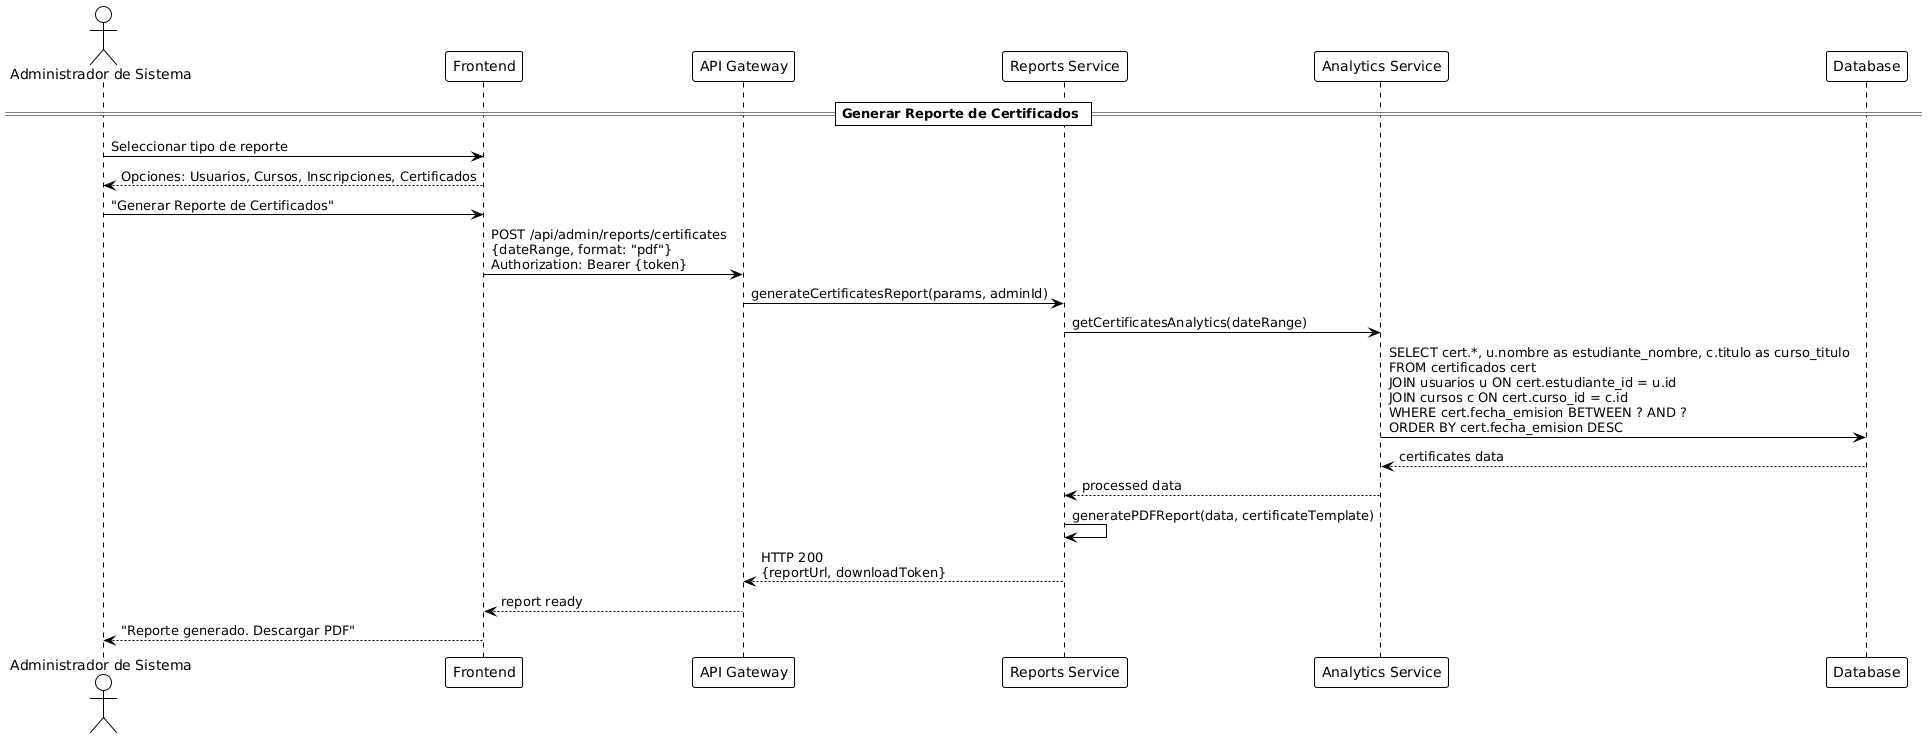 Administrador de Sistema
Frontend
API Gateway
Reports Service
Analytics Service
Database
Generar Reporte de Certificados
Seleccionar tipo de reporte
Opciones: Usuarios, Cursos, Inscripciones, Certificados
"Generar Reporte de Certificados"
POST /api/admin/reports/certificates
{dateRange, format: "pdf"}
Authorization: Bearer {token}
generateCertificatesReport(params, adminId)
getCertificatesAnalytics(dateRange)
SELECT cert.*, u.nombre as estudiante_nombre, c.titulo as curso_titulo
FROM certificados cert
JOIN usuarios u ON cert.estudiante_id = u.id
JOIN cursos c ON cert.curso_id = c.id
WHERE cert.fecha_emision BETWEEN ? AND ?
ORDER BY cert.fecha_emision DESC
certificates data
processed data
generatePDFReport(data, certificateTemplate)
HTTP 200
{reportUrl, downloadToken}
report ready
"Reporte generado. Descargar PDF"
Administrador de Sistema
Frontend
API Gateway
Reports Service
Analytics Service
Database